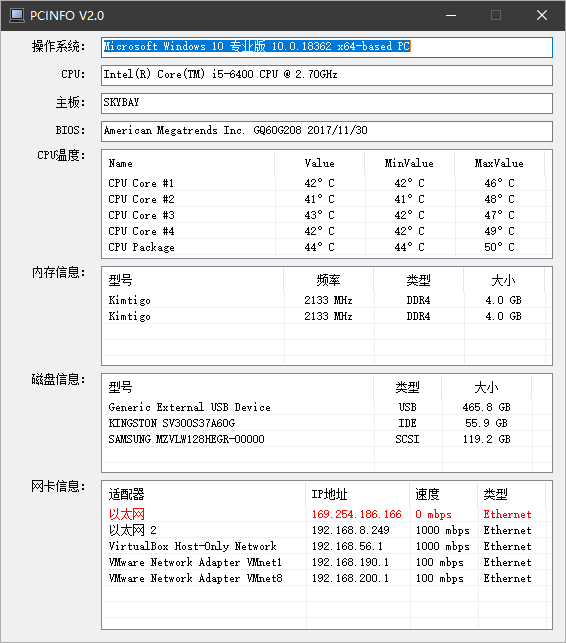 PCINFO V2.0
操作系统: Microsoft Windows 10 专业版 10.0.18362 x64-based PC
CPU: Intel(R) Core(TM) i5-6400 CPU @ 2.70GHz
主板: SKYBAY
BIOS: American Megatrends Inc. GQ60G208 2017/11/30
CPU温度:
Name Value MinValue MaxValue
CPU Core #1 42° C 42° C 46° C
CPU Core #2 41° C 41° C 48° C
CPU Core #3 43° C 42° C 47° C
CPU Core #4 42° C 42° C 49° C
CPU Package 44° C 44° C 50° C
内存信息:
型号 频率 类型 大小
Kimtigo 2133 MHz DDR4 4.0 GB
Kimtigo 2133 MHz DDR4 4.0 GB
磁盘信息:
型号 类型 大小
Generic External USB Device USB 465.8 GB
KINGSTON SV300S37A60G IDE 55.9 GB
SAMSUNG MZVLW128HEGR-00000 SCSI 119.2 GB
网卡信息:
适配器 IP地址 速度 类型
以太网 169.254.186.166 0 mbps Ethernet
以太网 2 192.168.8.249 1000 mbps Ethernet
VirtualBox Host-Only Network 192.168.56.1 1000 mbps Ethernet
VMware Network Adapter VMnet1 192.168.190.1 100 mbps Ethernet
VMware Network Adapter VMnet8 192.168.200.1 100 mbps Ethernet